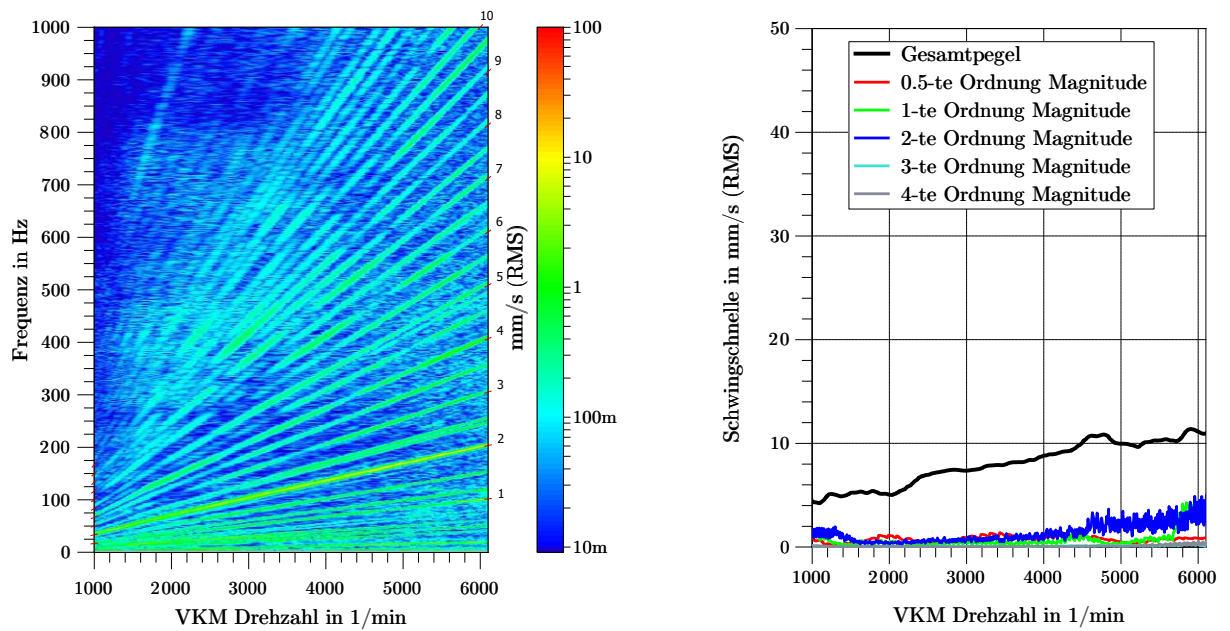 1000
900
800
700
600
500
400
300
200
100
0
Frequenz in Hz
1000 2000 3000 4000 5000 6000
VKM Drehzahl in 1/min
10
9
8
7
6
5
4
3
2
1
mm/s (RMS)
100
10
1
100m
10m
50
40
30
20
10
0
Schwingschnelle in mm/s (RMS)
Gesamtpegel
0.5-te Ordnung Magnitude
1-te Ordnung Magnitude
2-te Ordnung Magnitude
3-te Ordnung Magnitude
4-te Ordnung Magnitude
1000 2000 3000 4000 5000 6000
VKM Drehzahl in 1/min